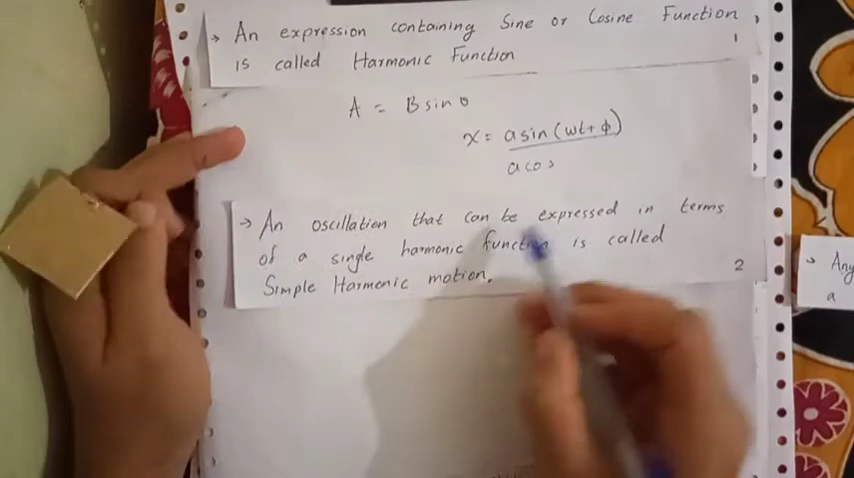 → An expression containing Sine or Cosine Function
is called Harmonic Function
1
A = B sin θ
x = a sin (wt + ϕ)
a cos
→ An oscillation that can be expressed in terms
of a single harmonic function is called
Simple Harmonic motion.
2
→ Any
a